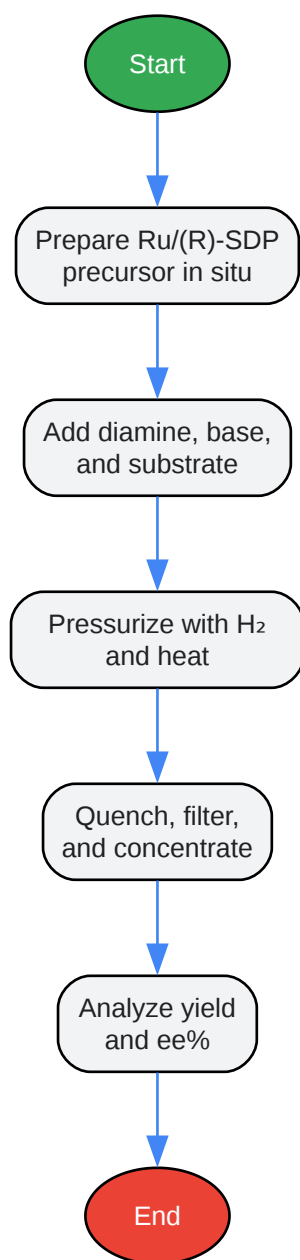 Start
Prepare Ru/(R)-SDP
precursor in situ
Add diamine, base,
and substrate
Pressurize with H₂
and heat
Quench, filter,
and concentrate
Analyze yield
and ee%
End